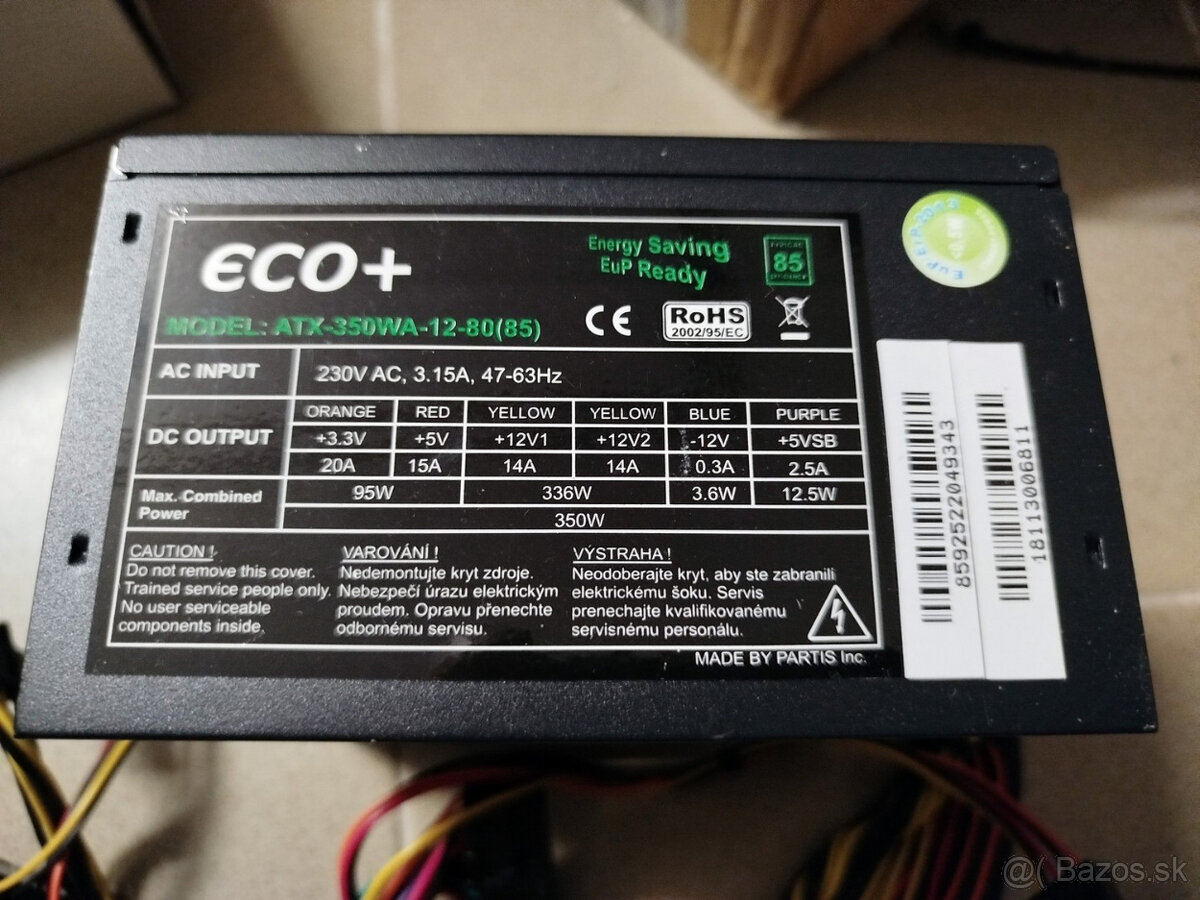 eco+
Energy Saving
EuP Ready
TYPICAL
85
PRODUCT
MODEL: ATX-350WA-12-80(85)
CE
RoHS
2002/95/EC
AC INPUT 230V AC, 3.15A, 47-63Hz
DC OUTPUT
ORANGE RED YELLOW YELLOW BLUE PURPLE
+3.3V +5V +12V1 +12V2 -12V +5VSB
20A 15A 14A 14A 0.3A 2.5A
Max. Combined
Power
95W 336W 3.6W 12.5W
350W
CAUTION !
Do not remove this cover.
Trained service people only.
No user serviceable
components inside.
VAROVÁNÍ !
Nedemontujte kryt zdroje.
Nebezpečí úrazu elektrickým
proudem. Opravu přenechte
odbornému servisu.
VÝSTRAHA !
Neodoberajte kryt, aby ste zabranili
elektrickému šoku. Servis
prenechajte kvalifikovanému
servisnému personálu.
MADE BY PARTIS Inc.
8592522049343
18113006811
@( Bazos.sk